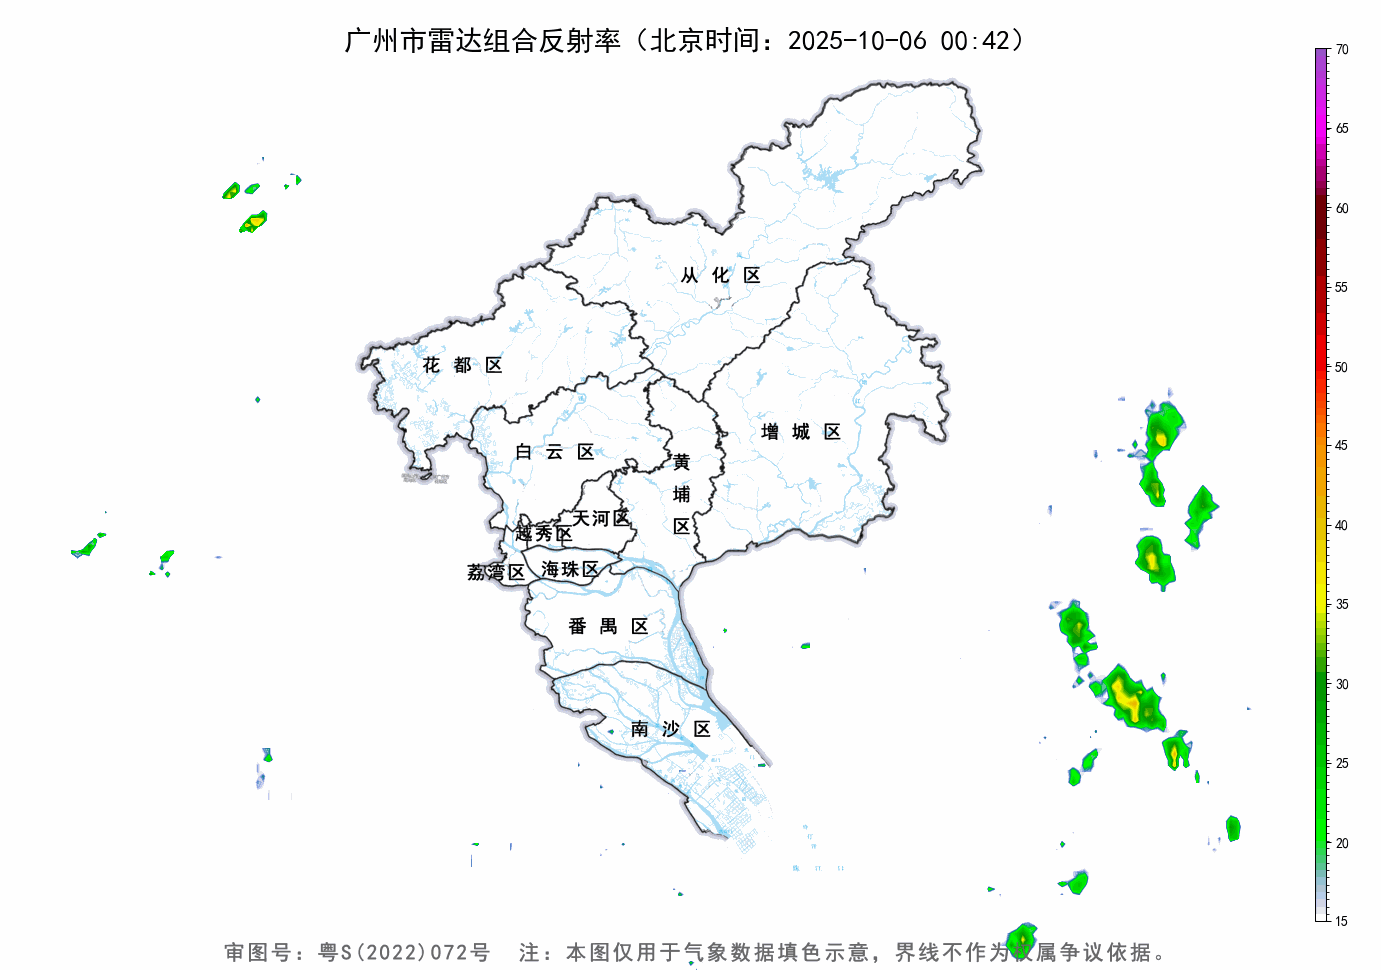 广州市雷达组合反射率（北京时间：2025-10-06 00:42）
70
65
60
55
50
45
40
35
30
25
20
15
从化区
花都区
增城区
白云区
黄埔区
天河区
越秀区
海珠区
荔湾区
番禺区
南沙区
审图号：粤S(2022)072号 注：本图仅用于气象数据填色示意，界线不作为权属争议依据。